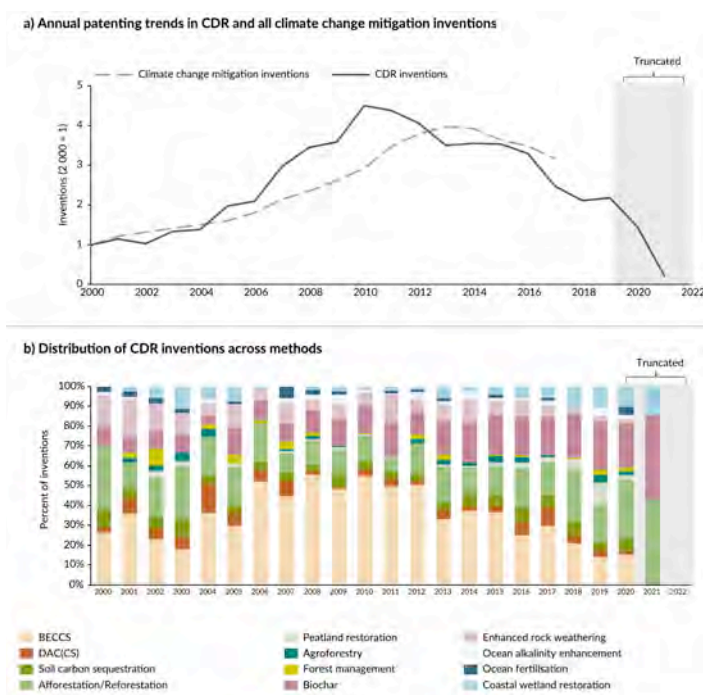 a) Annual patenting trends in CDR and all climate change mitigation inventions
Truncated
Climate change mitigation inventions
CDR inventions
Inventions (2 000 = 1)
5
4
3
2
1
0
2000 2002 2004 2006 2008 2010 2012 2014 2016 2018 2020 2022
b) Distribution of CDR inventions across methods
Truncated
Percent of inventions
100%
90%
80%
70%
60%
50%
40%
30%
20%
10%
0%
2000 2001 2002 2003 2004 2005 2006 2007 2008 2009 2010 2011 2012 2013 2014 2015 2016 2017 2018 2019 2020 2021 2022
BECCS
DAC(CS)
Soil carbon sequestration
Afforestation/Reforestation
Peatland restoration
Agroforestry
Forest management
Biochar
Enhanced rock weathering
Ocean alkalinity enhancement
Ocean fertilisation
Coastal wetland restoration